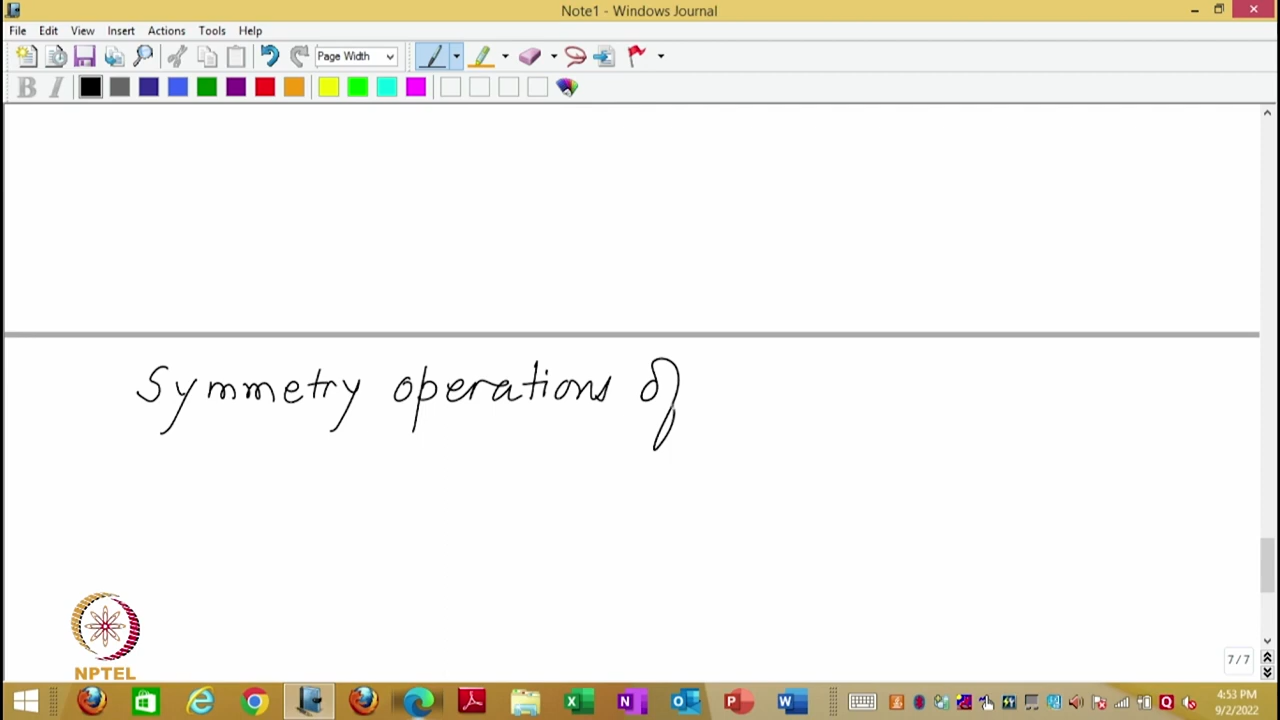 Note1 - Windows Journal
File Edit View Insert Actions Tools Help
Page Width
B I
Symmetry operations of
NPTEL
7 / 7
4:53 PM
9/2/2022